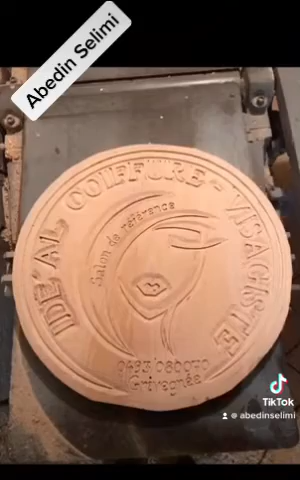 Abedin Selimi
IDE'AL COIFFURE - VISAGISTE
Salon de référence
Grivegnée
TikTok
@ abedinselimi